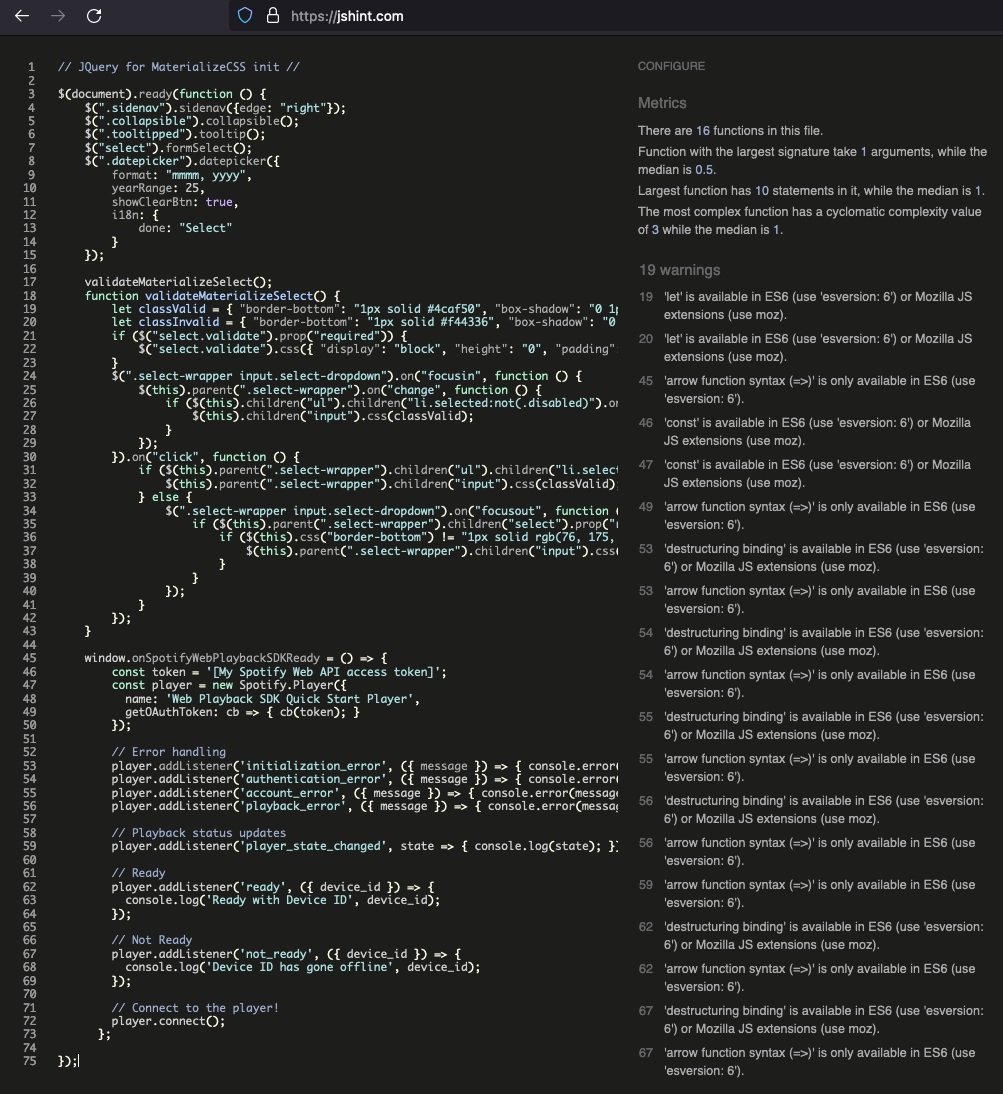 https://jshint.com
1 // JQuery for MaterializeCSS init //
2
3 $(document).ready(function () {
4     $(".sidenav").sidenav({edge: "right"});
5     $(".collapsible").collapsible();
6     $(".tooltipped").tooltip();
7     $("select").formSelect();
8     $(".datepicker").datepicker({
9         format: "mmmm, yyyy",
10         yearRange: 25,
11         showClearBtn: true,
12         i18n: {
13             done: "Select"
14         }
15     });
16
17     validateMaterializeSelect();
18     function validateMaterializeSelect() {
19         let classValid = { "border-bottom": "1px solid #4caf50", "box-shadow": "0 1p
20         let classInvalid = { "border-bottom": "1px solid #f44336", "box-shadow": "0
21         if ($("select.validate").prop("required")) {
22             $("select.validate").css({ "display": "block", "height": "0", "padding":
23         }
24         $(".select-wrapper input.select-dropdown").on("focusin", function () {
25             $(this).parent(".select-wrapper").on("change", function () {
26                 if ($(this).children("ul").children("li.selected:not(.disabled)").on
27                     $(this).children("input").css(classValid);
28                 }
29             });
30         }).on("click", function () {
31             if ($(this).parent(".select-wrapper").children("ul").children("li.select
32                 $(this).parent(".select-wrapper").children("input").css(classValid);
33             } else {
34                 $(".select-wrapper input.select-dropdown").on("focusout", function (
35                     if ($(this).parent(".select-wrapper").children("select").prop("r
36                         if ($(this).css("border-bottom") != "1px solid rgb(76, 175,
37                             $(this).parent(".select-wrapper").children("input").css
38                         }
39                     }
40                 });
41             }
42         });
43     }
44
45     window.onSpotifyWebPlaybackSDKReady = () => {
46         const token = '[My Spotify Web API access token]';
47         const player = new Spotify.Player({
48           name: 'Web Playback SDK Quick Start Player',
49           getOAuthToken: cb => { cb(token); }
50         });
51
52         // Error handling
53         player.addListener('initialization_error', ({ message }) => { console.error(
54         player.addListener('authentication_error', ({ message }) => { console.error(
55         player.addListener('account_error', ({ message }) => { console.error(message
56         player.addListener('playback_error', ({ message }) => { console.error(messag
57
58         // Playback status updates
59         player.addListener('player_state_changed', state => { console.log(state); })
60
61         // Ready
62         player.addListener('ready', ({ device_id }) => {
63           console.log('Ready with Device ID', device_id);
64         });
65
66         // Not Ready
67         player.addListener('not_ready', ({ device_id }) => {
68           console.log('Device ID has gone offline', device_id);
69         });
70
71         // Connect to the player!
72         player.connect();
73       };
74
75 });
CONFIGURE
Metrics
There are 16 functions in this file.
Function with the largest signature take 1 arguments, while the
median is 0.5.
Largest function has 10 statements in it, while the median is 1.
The most complex function has a cyclomatic complexity value
of 3 while the median is 1.
19 warnings
19 'let' is available in ES6 (use 'esversion: 6') or Mozilla JS
extensions (use moz).
20 'let' is available in ES6 (use 'esversion: 6') or Mozilla JS
extensions (use moz).
45 'arrow function syntax (=>)' is only available in ES6 (use
'esversion: 6').
46 'const' is available in ES6 (use 'esversion: 6') or Mozilla
JS extensions (use moz).
47 'const' is available in ES6 (use 'esversion: 6') or Mozilla
JS extensions (use moz).
49 'arrow function syntax (=>)' is only available in ES6 (use
'esversion: 6').
53 'destructuring binding' is available in ES6 (use 'esversion:
6') or Mozilla JS extensions (use moz).
53 'arrow function syntax (=>)' is only available in ES6 (use
'esversion: 6').
54 'destructuring binding' is available in ES6 (use 'esversion:
6') or Mozilla JS extensions (use moz).
54 'arrow function syntax (=>)' is only available in ES6 (use
'esversion: 6').
55 'destructuring binding' is available in ES6 (use 'esversion:
6') or Mozilla JS extensions (use moz).
55 'arrow function syntax (=>)' is only available in ES6 (use
'esversion: 6').
56 'destructuring binding' is available in ES6 (use 'esversion:
6') or Mozilla JS extensions (use moz).
56 'arrow function syntax (=>)' is only available in ES6 (use
'esversion: 6').
59 'arrow function syntax (=>)' is only available in ES6 (use
'esversion: 6').
62 'destructuring binding' is available in ES6 (use 'esversion:
6') or Mozilla JS extensions (use moz).
62 'arrow function syntax (=>)' is only available in ES6 (use
'esversion: 6').
67 'destructuring binding' is available in ES6 (use 'esversion:
6') or Mozilla JS extensions (use moz).
67 'arrow function syntax (=>)' is only available in ES6 (use
'esversion: 6').